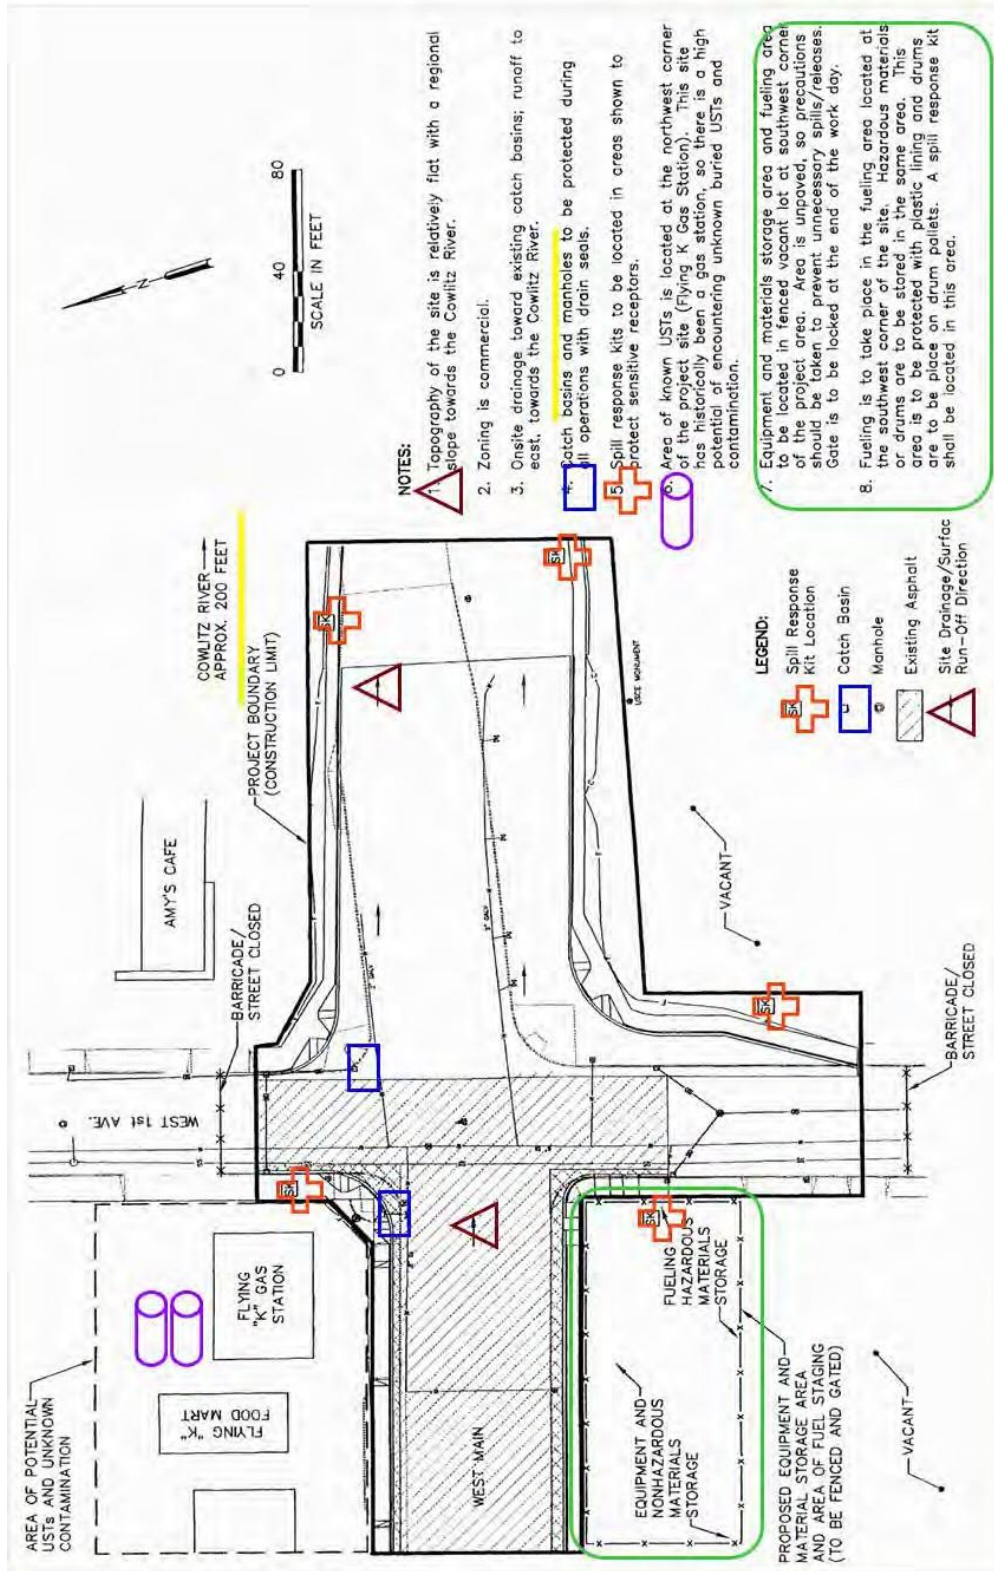 COWLITZ RIVER
APPROX. 200 FEET
PROJECT BOUNDARY
(CONSTRUCTION LIMIT)
AMY'S CAFE
BARRICADE/
STREET CLOSED
WEST 1st AVE.
AREA OF POTENTIAL
USTs AND UNKNOWN
CONTAMINATION
FLYING
"K" GAS
STATION
FLYING "K"
FOOD MART
WEST MAIN
SK
SK
SK
SK
SK
2" GALV
2" GALV
USCE MONUMENT
VACANT
BARRICADE/
STREET CLOSED
FUELING
HAZARDOUS
MATERIALS
STORAGE
EQUIPMENT AND
NONHAZARDOUS
MATERIALS
STORAGE
PROPOSED EQUIPMENT AND
MATERIAL STORAGE AREA
AND AREA OF FUEL STAGING
(TO BE FENCED AND GATED)
VACANT
N
0 40 80
SCALE IN FEET
NOTES:
1. Topography of the site is relatively flat with a regional
slope towards the Cowlitz River.
2. Zoning is commercial.
3. Onsite drainage toward existing catch basins; runoff to
east, towards the Cowlitz River.
4. Catch basins and manholes to be protected during
all operations with drain seals.
5. Spill response kits to be located in areas shown to
protect sensitive receptors.
6. Area of known USTs is located at the northwest corner
of the project site (Flying K Gas Station). This site
has historically been a gas station, so there is a high
potential of encountering unknown buried USTs and
contamination.
7. Equipment and materials storage area and fueling area
to be located in fenced vacant lot at southwest corner
of the project area. Area is unpaved, so precautions
should be taken to prevent unnecessary spills/releases.
Gate is to be locked at the end of the work day.
8. Fueling is to take place in the fueling area located at
the southwest corner of the site. Hazardous materials
or drums are to be stored in the same area. This
area is to be protected with plastic lining and drums
are to be place on drum pallets. A spill response kit
shall be located in this area.
LEGEND:
SK Spill Response
Kit Location
Catch Basin
Manhole
Existing Asphalt
Site Drainage/Surfac
Run-Off Direction